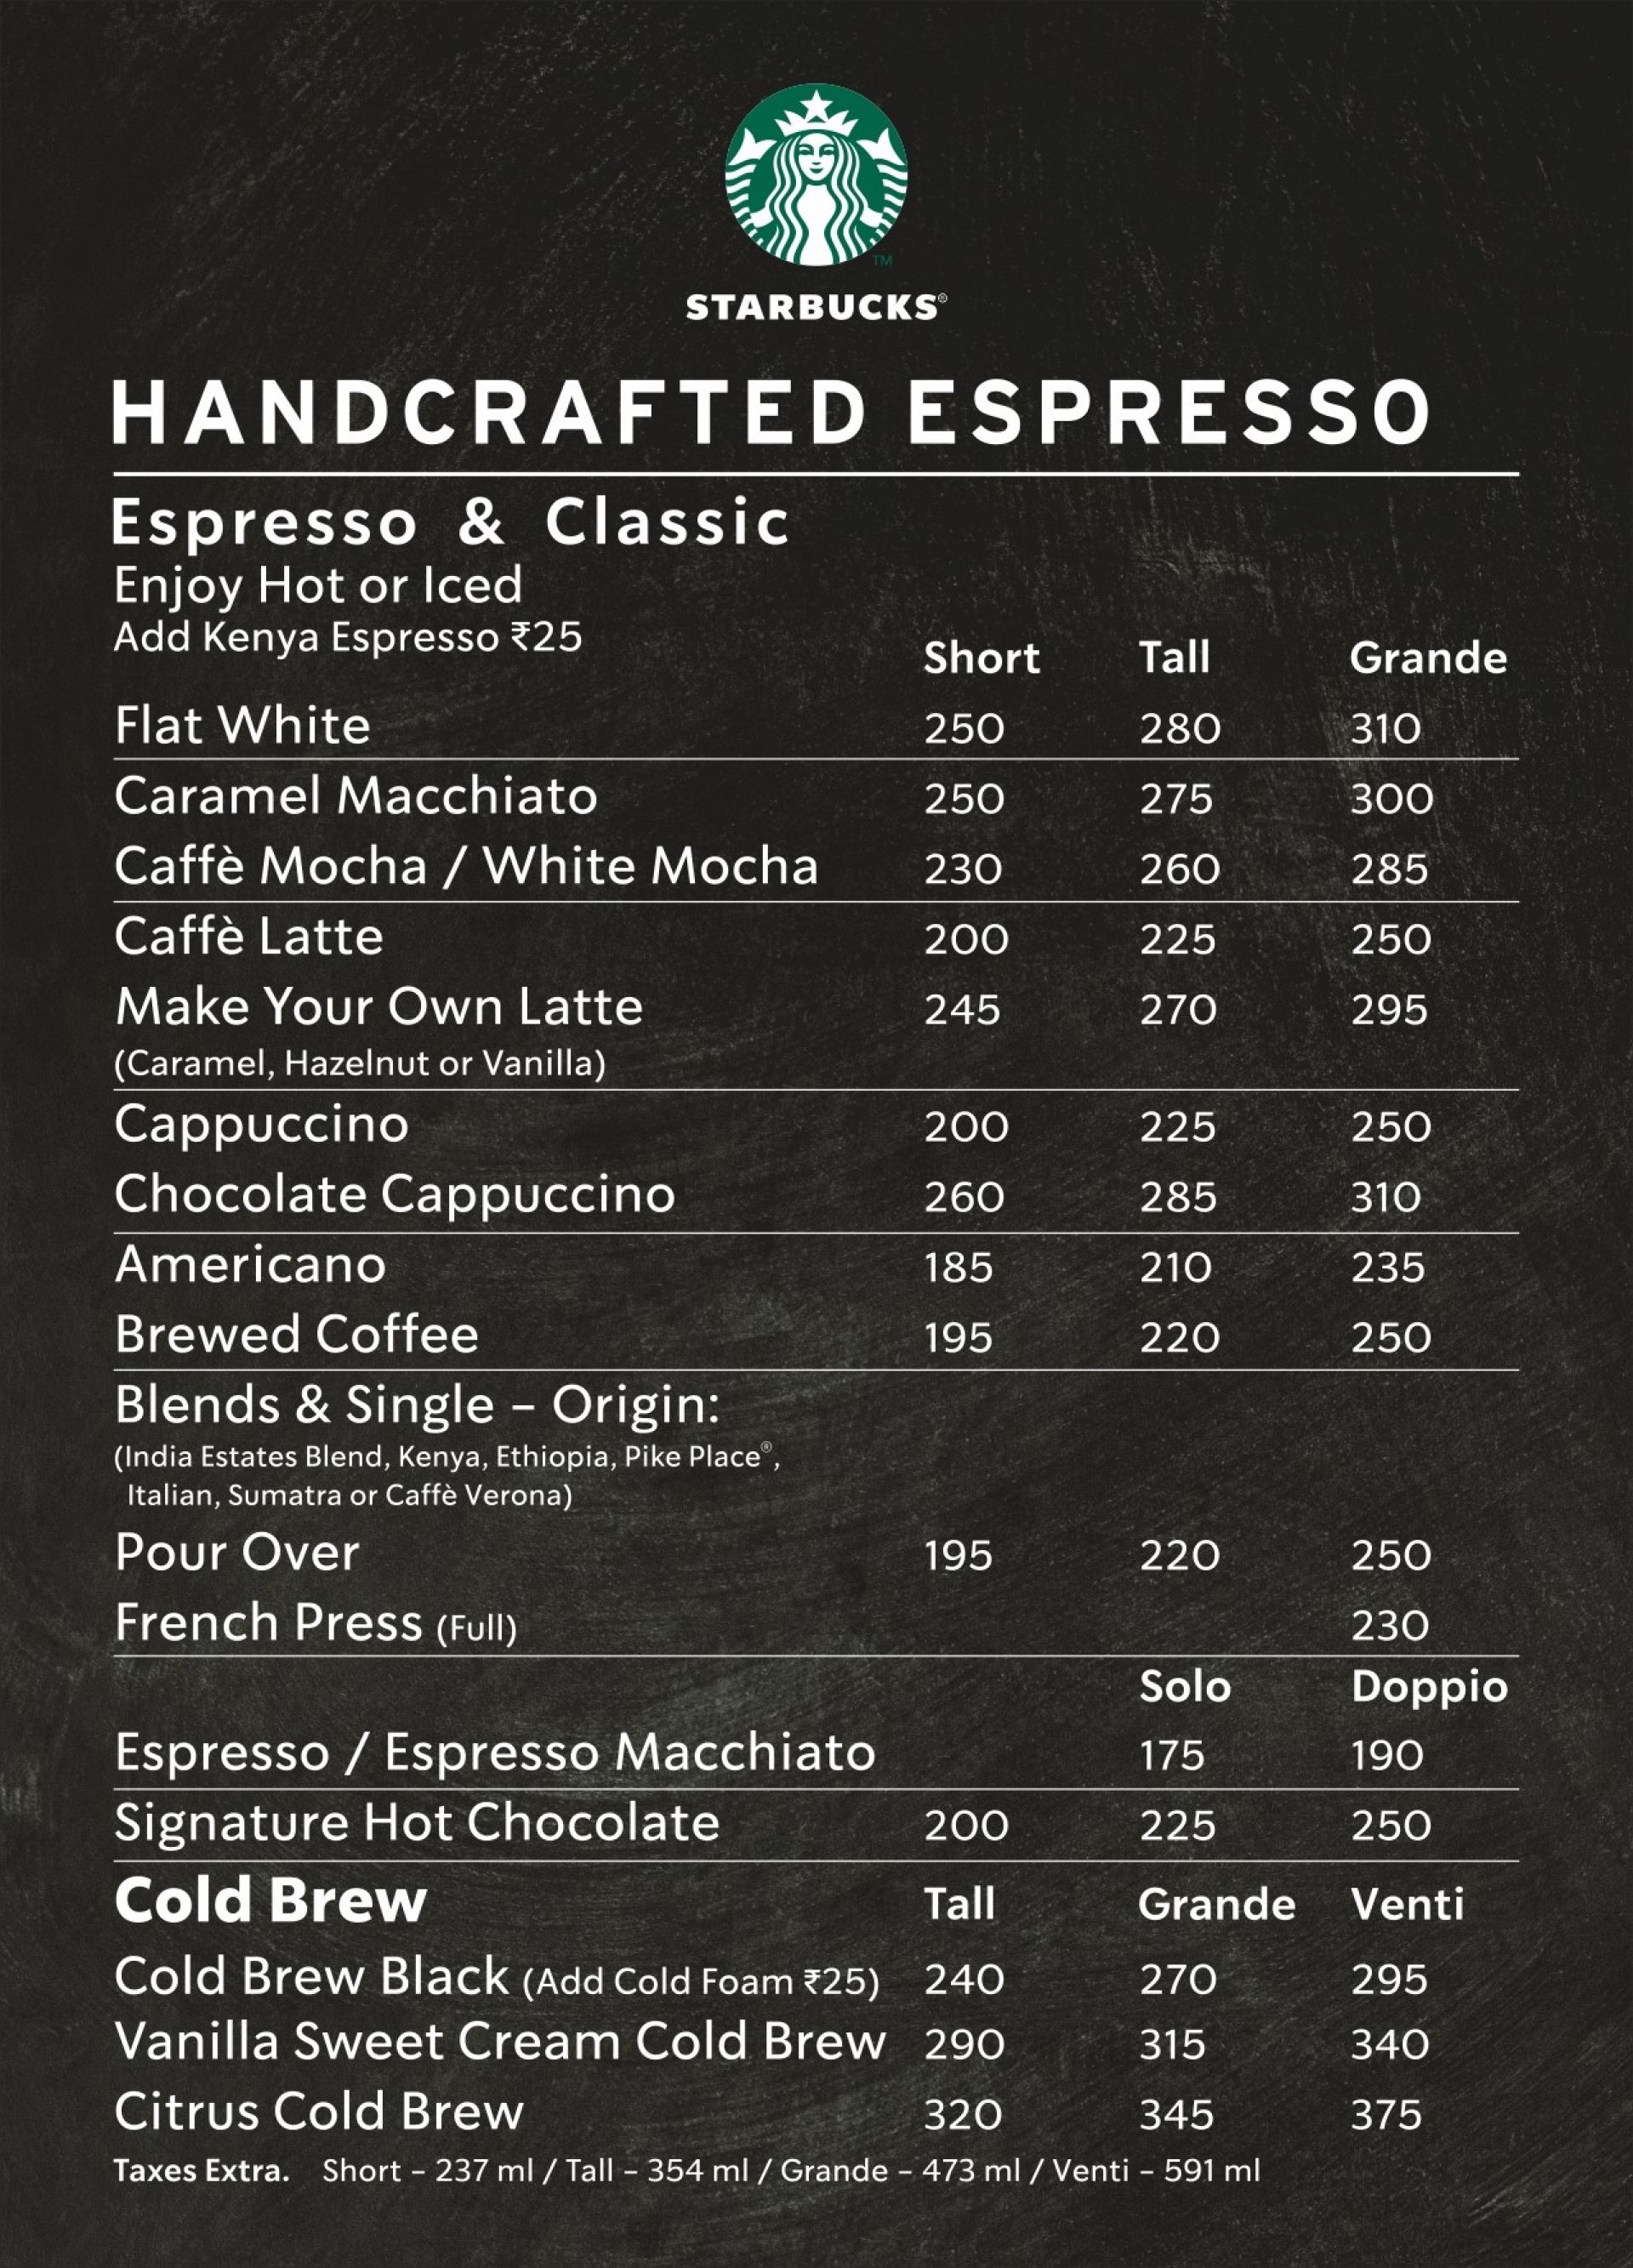 TM
STARBUCKS®
HANDCRAFTED ESPRESSO
Espresso & Classic
Enjoy Hot or Iced
Add Kenya Espresso ₹25
Short Tall Grande
Flat White 250 280 310
Caramel Macchiato 250 275 300
Caffè Mocha / White Mocha 230 260 285
Caffè Latte 200 225 250
Make Your Own Latte 245 270 295
(Caramel, Hazelnut or Vanilla)
Cappuccino 200 225 250
Chocolate Cappuccino 260 285 310
Americano 185 210 235
Brewed Coffee 195 220 250
Blends & Single – Origin:
(India Estates Blend, Kenya, Ethiopia, Pike Place®,
Italian, Sumatra or Caffè Verona)
Pour Over 195 220 250
French Press (Full) 230
Solo Doppio
Espresso / Espresso Macchiato 175 190
Signature Hot Chocolate 200 225 250
Cold Brew Tall Grande Venti
Cold Brew Black (Add Cold Foam ₹25) 240 270 295
Vanilla Sweet Cream Cold Brew 290 315 340
Citrus Cold Brew 320 345 375
Taxes Extra. Short – 237 ml / Tall – 354 ml / Grande – 473 ml / Venti – 591 ml